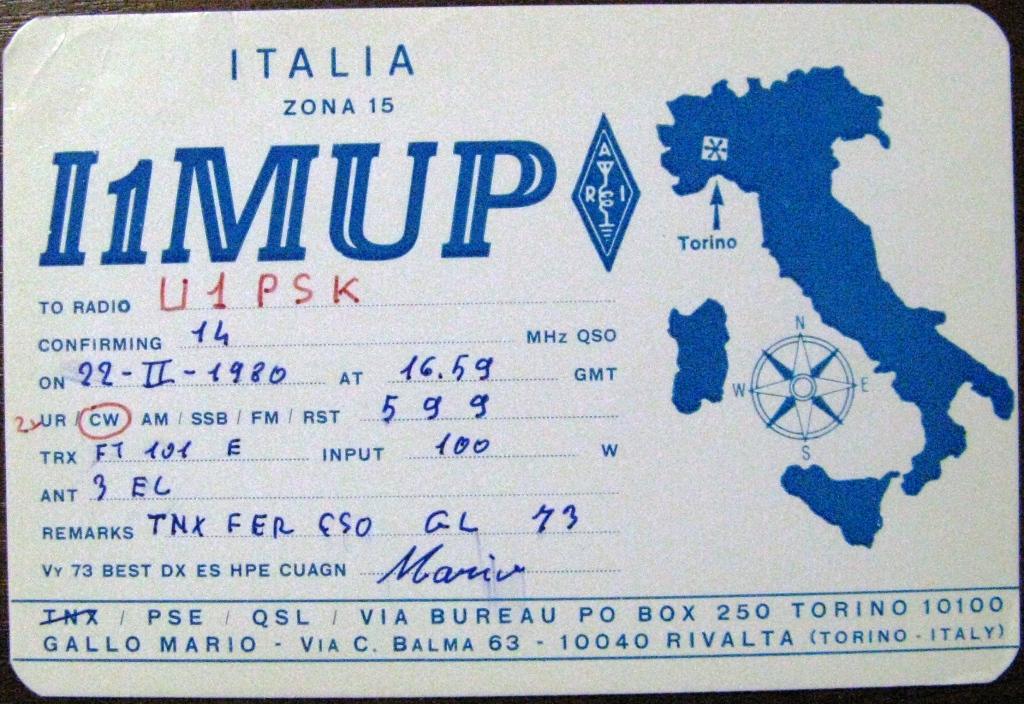 ITALIA
ZONA 15
I1MUP
A
R I
Torino
TO RADIO U1PSK
CONFIRMING 14 MHz QSO
ON 22-II-1980 AT 16.59 GMT
2x UR / CW AM / SSB / FM / RST 599
TRX FT 101 E INPUT 100 W
ANT 3 EL
REMARKS TNX FER QSO GL 73
VY 73 BEST DX ES HPE CUAGN Mario
N
W E
S
TNX / PSE / QSL / VIA BUREAU PO BOX 250 TORINO 10100
GALLO MARIO - VIA C. BALMA 63 - 10040 RIVALTA (TORINO - ITALY)